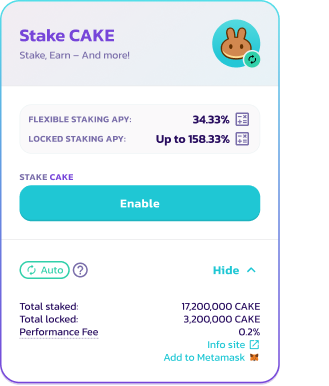 Stake CAKE
Stake, Earn – And more!
FLEXIBLE STAKING APY: 34.33%
LOCKED STAKING APY: Up to 158.33%
STAKE CAKE
Enable
Auto Hide
Total staked: 17,200,000 CAKE
Total locked: 3,200,000 CAKE
Performance Fee 0.2%
Info site
Add to Metamask